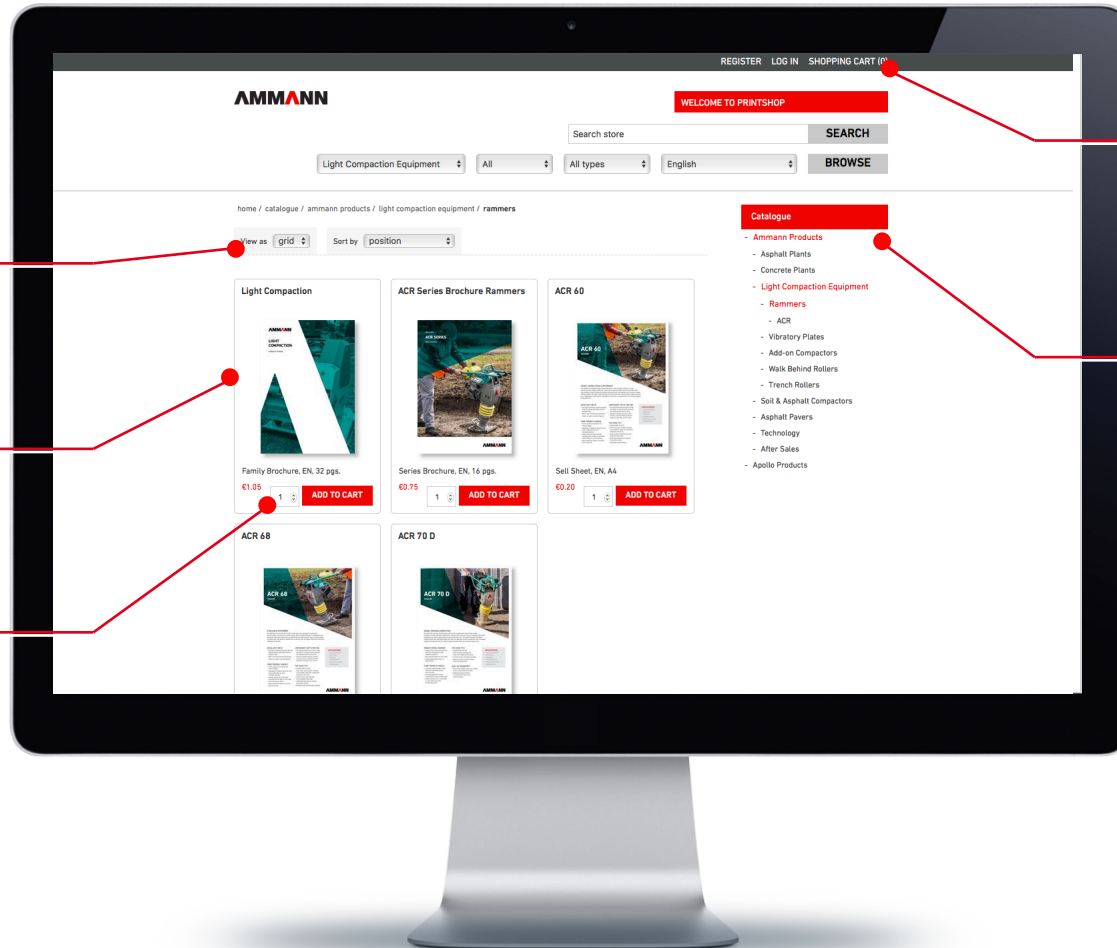 REGISTER LOG IN SHOPPING CART (0)
AMMANN
WELCOME TO PRINTSHOP
Search store SEARCH
Light Compaction Equipment All All types English BROWSE
home / catalogue / ammann products / light compaction equipment / rammers
View as grid Sort by position
Light Compaction
AMMANN
LIGHT
COMPACTION
Family Brochure, EN, 32 pgs.
€1.05 1 ADD TO CART
ACR Series Brochure Rammers
ACR SERIES
AMMANN
Series Brochure, EN, 16 pgs.
€0.75 1 ADD TO CART
ACR 60
ACR 60
AMMANN
Sell Sheet, EN, A4
€0.20 1 ADD TO CART
ACR 68
ACR 68
AMMANN
ACR 70 D
ACR 70 D
AMMANN
Catalogue
- Ammann Products
- Asphalt Plants
- Concrete Plants
- Light Compaction Equipment
- Rammers
- ACR
- Vibratory Plates
- Add-on Compactors
- Walk Behind Rollers
- Trench Rollers
- Soil & Asphalt Compactors
- Asphalt Pavers
- Technology
- After Sales
- Apollo Products